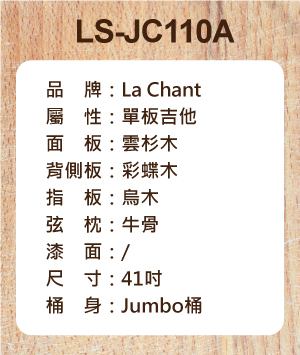 LS-JC110A
品　牌：La Chant
屬　性：單板吉他
面　板：雲杉木
背側板：彩蝶木
指　板：烏木
弦　枕：牛骨
漆　面：/
尺　寸：41吋
桶　身：Jumbo桶